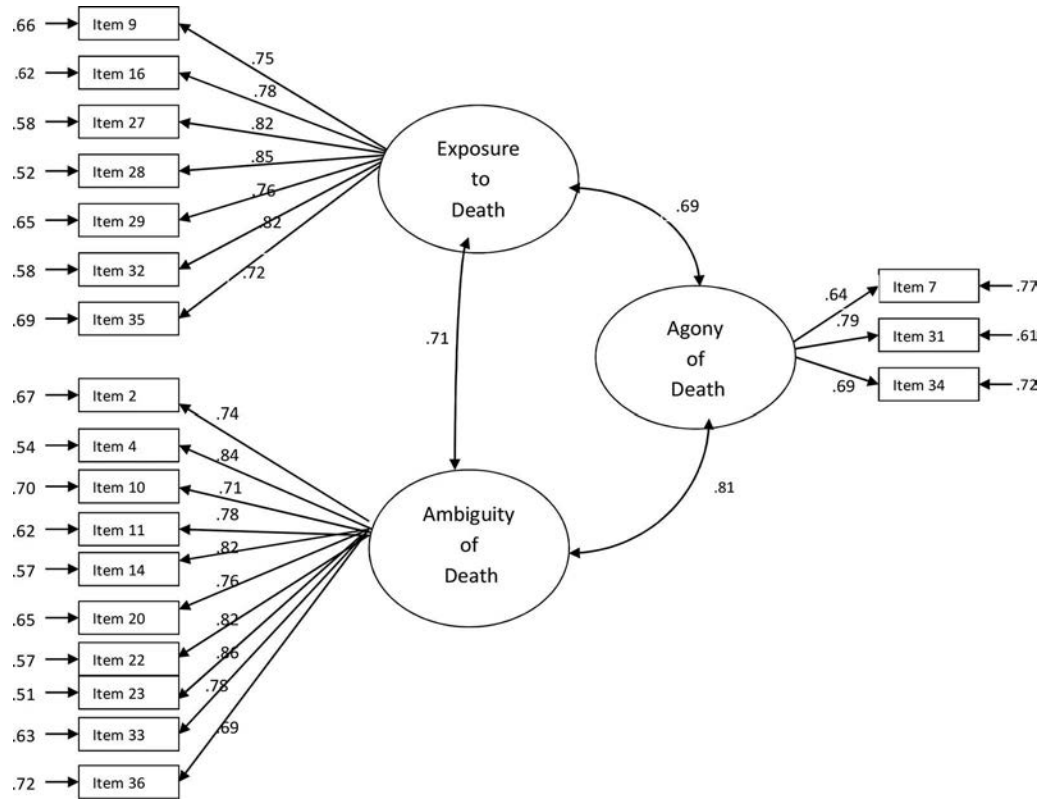 .66 Item 9
.75
.62 Item 16
.78
.58 Item 27
.82
.52 Item 28
.85
.65 Item 29
.76
.58 Item 32
.82
.69 Item 35
.72
Exposure
to
Death
.69
.71
Agony
of
Death
.64
Item 7 .77
.79
Item 31 .61
.69
Item 34 .72
.81
.67 Item 2
.74
.54 Item 4
.84
.70 Item 10
.71
.62 Item 11
.78
.57 Item 14
.82
.65 Item 20
.76
.57 Item 22
.82
.51 Item 23
.86
.63 Item 33
.78
.72 Item 36
.69
Ambiguity
of
Death